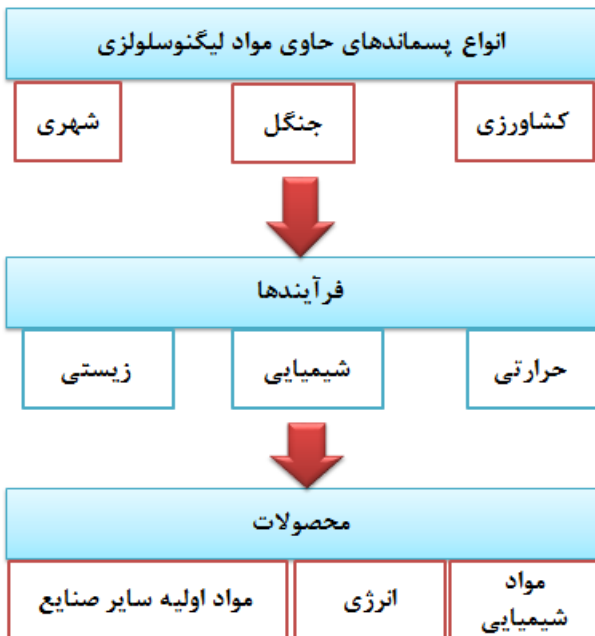 انواع پسماندهای حاوی مواد لیگنوسلولزی
کشاورزی
جنگل
شهری
فرآیندها
حرارتی
شیمیایی
زیستی
محصولات
مواد
شیمیایی
انرژی
مواد اولیه سایر صنایع